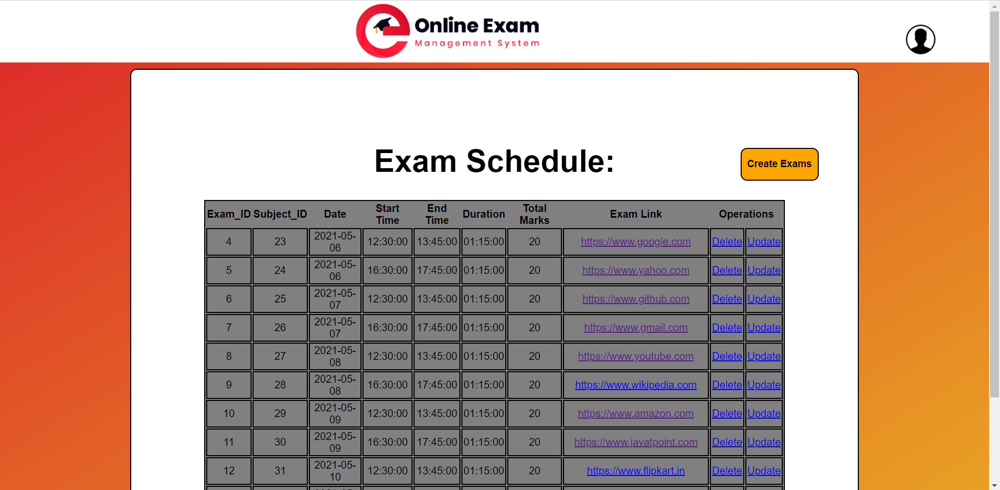 Online Exam
Management System
Exam Schedule:
Create Exams
Exam_ID Subject_ID Date Start Time End Time Duration Total Marks Exam Link Operations
4 23 2021-05-06 12:30:00 13:45:00 01:15:00 20 https://www.google.com Delete Update
5 24 2021-05-06 16:30:00 17:45:00 01:15:00 20 https://www.yahoo.com Delete Update
6 25 2021-05-07 12:30:00 13:45:00 01:15:00 20 https://www.github.com Delete Update
7 26 2021-05-07 16:30:00 17:45:00 01:15:00 20 https://www.gmail.com Delete Update
8 27 2021-05-08 12:30:00 13:45:00 01:15:00 20 https://www.youtube.com Delete Update
9 28 2021-05-08 16:30:00 17:45:00 01:15:00 20 https://www.wikipedia.com Delete Update
10 29 2021-05-09 12:30:00 13:45:00 01:15:00 20 https://www.amazon.com Delete Update
11 30 2021-05-09 16:30:00 17:45:00 01:15:00 20 https://www.javatpoint.com Delete Update
12 31 2021-05-10 12:30:00 13:45:00 01:15:00 20 https://www.flipkart.in Delete Update